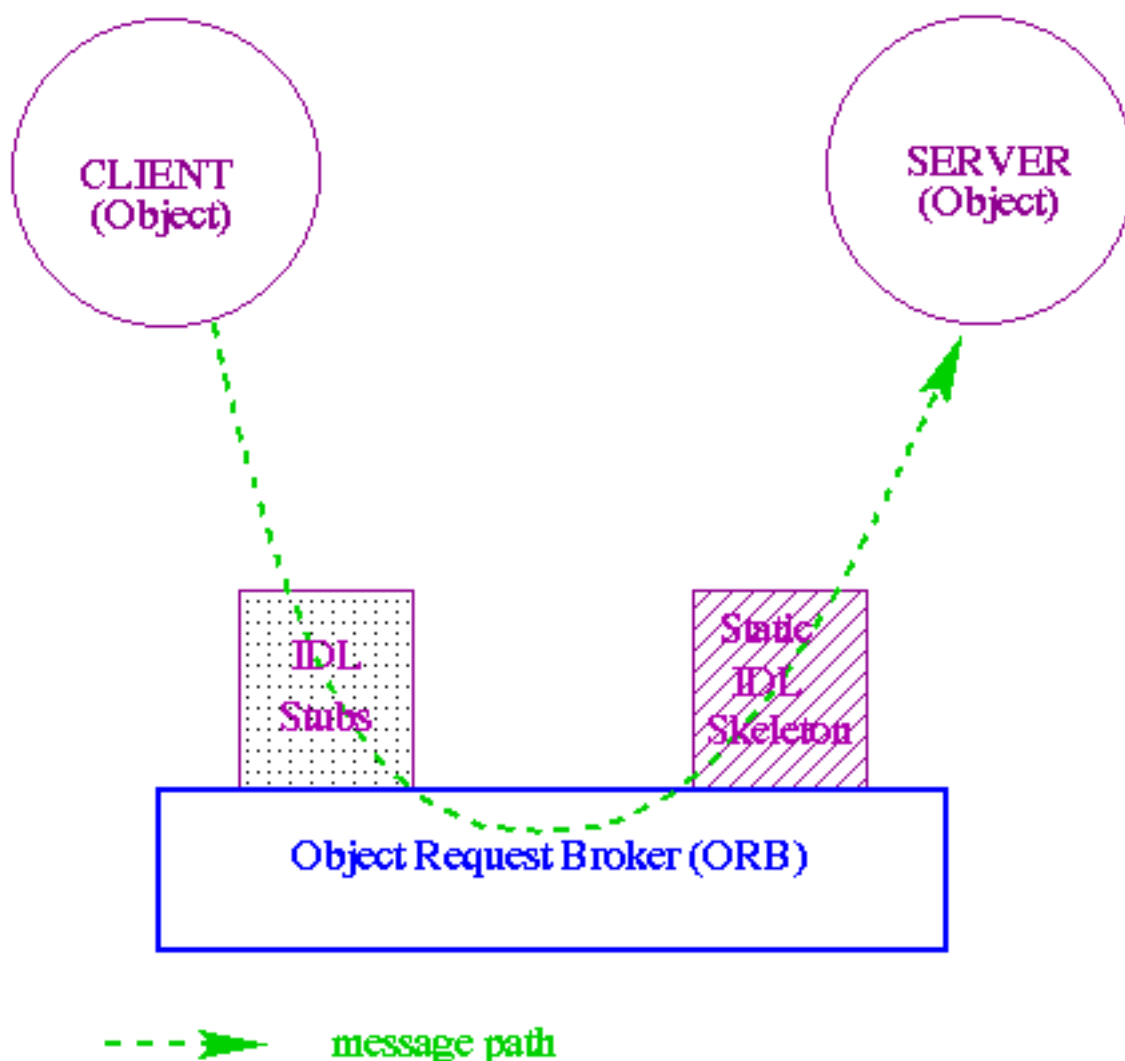 CLIENT
(Object)
SERVER
(Object)
IDL
Stubs
Static
IDL
Skeleton
Object Request Broker (ORB)
message path